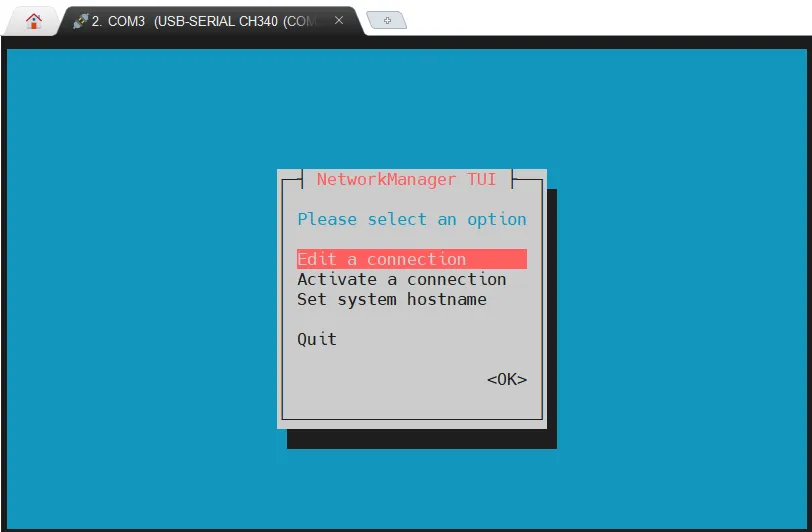 2. COM3 (USB-SERIAL CH340 (COM
NetworkManager TUI
Please select an option
Edit a connection
Activate a connection
Set system hostname
Quit
<OK>